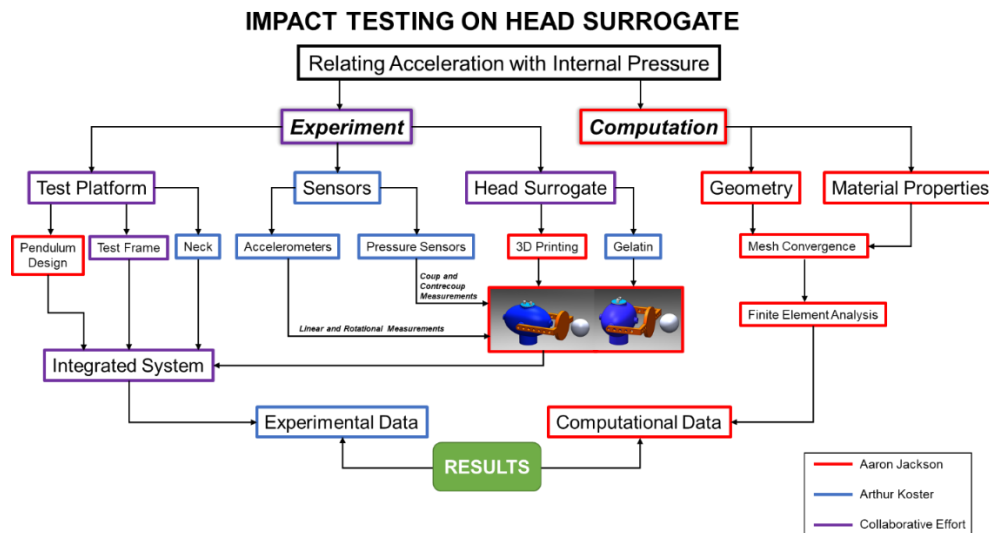 IMPACT TESTING ON HEAD SURROGATE
Relating Acceleration with Internal Pressure
Experiment
Computation
Test Platform
Sensors
Head Surrogate
Geometry
Material Properties
Pendulum
Design
Test Frame
Neck
Accelerometers
Pressure Sensors
3D Printing
Gelatin
Mesh Convergence
Coup and
Contrecoup
Measurements
Linear and Rotational Measurements
Finite Element Analysis
Integrated System
Experimental Data
Computational Data
RESULTS
Aaron Jackson
Arthur Koster
Collaborative Effort